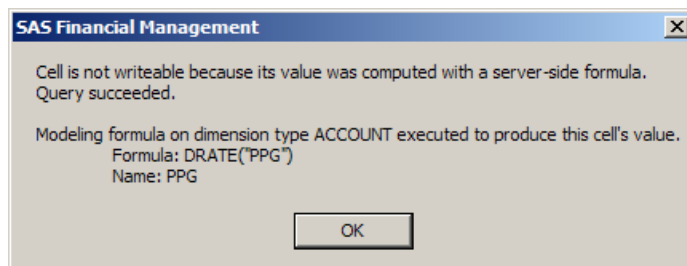 SAS Financial Management
Cell is not writeable because its value was computed with a server-side formula.
Query succeeded.
Modeling formula on dimension type ACCOUNT executed to produce this cell's value.
Formula: DRATE("PPG")
Name: PPG
OK